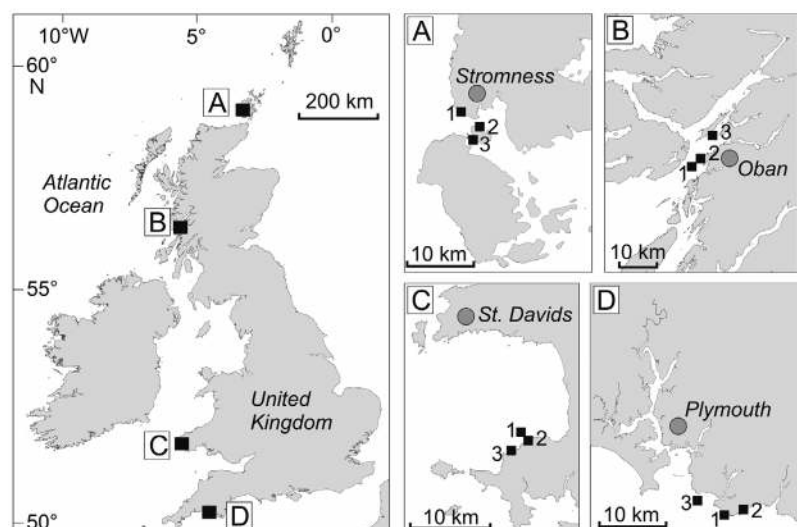 10°W
5°
0°
60°
N
A
200 km
Atlantic
Ocean
B
55°
United
Kingdom
C
D
50°
A
Stromness
1
2
3
10 km
B
3
2
1
Oban
10 km
C
St. Davids
1
2
3
10 km
D
Plymouth
3
1
2
10 km